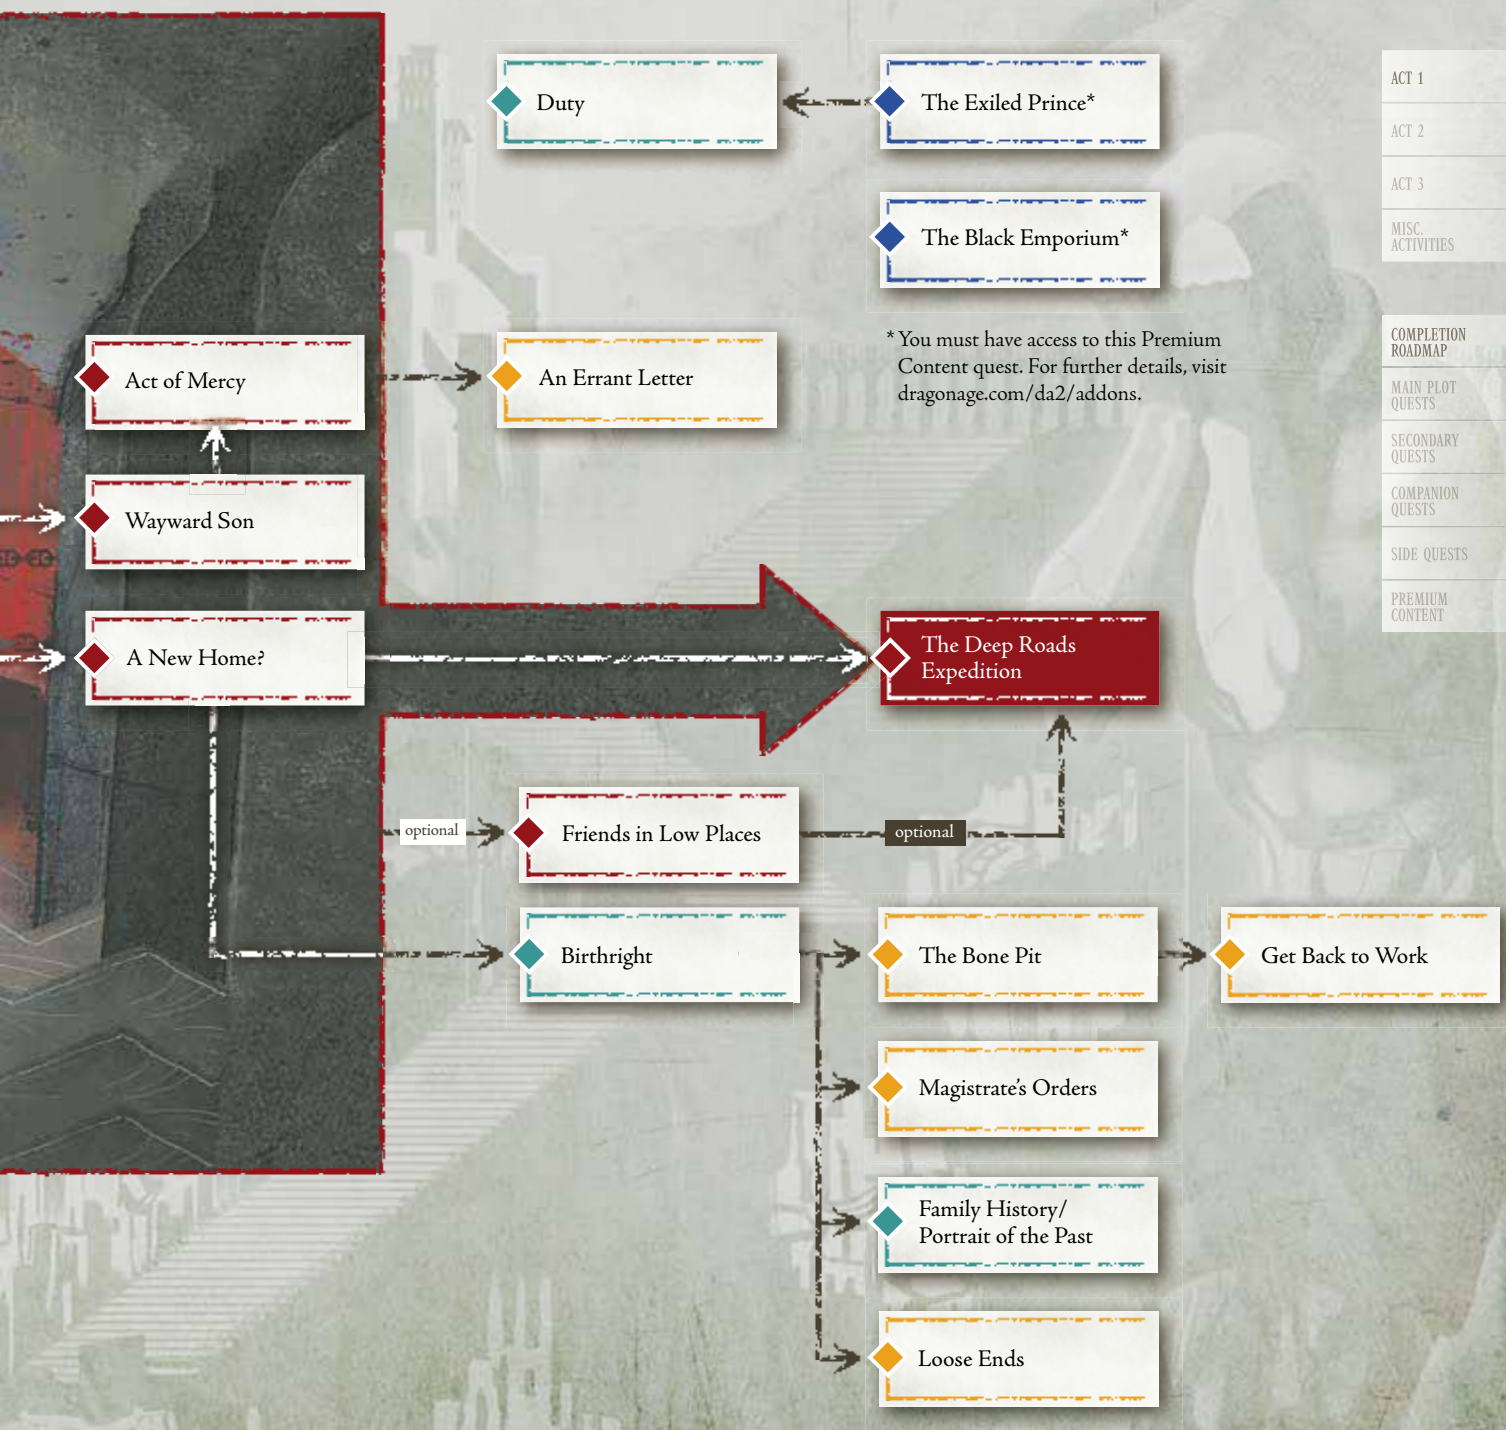 Duty
The Exiled Prince*
The Black Emporium*
* You must have access to this Premium
Content quest. For further details, visit
dragonage.com/da2/addons.
Act of Mercy
An Errant Letter
Wayward Son
A New Home?
The Deep Roads
Expedition
optional
Friends in Low Places
optional
Birthright
The Bone Pit
Get Back to Work
Magistrate's Orders
Family History/
Portrait of the Past
Loose Ends
ACT 1
ACT 2
ACT 3
MISC.
ACTIVITIES
COMPLETION
ROADMAP
MAIN PLOT
QUESTS
SECONDARY
QUESTS
COMPANION
QUESTS
SIDE QUESTS
PREMIUM
CONTENT